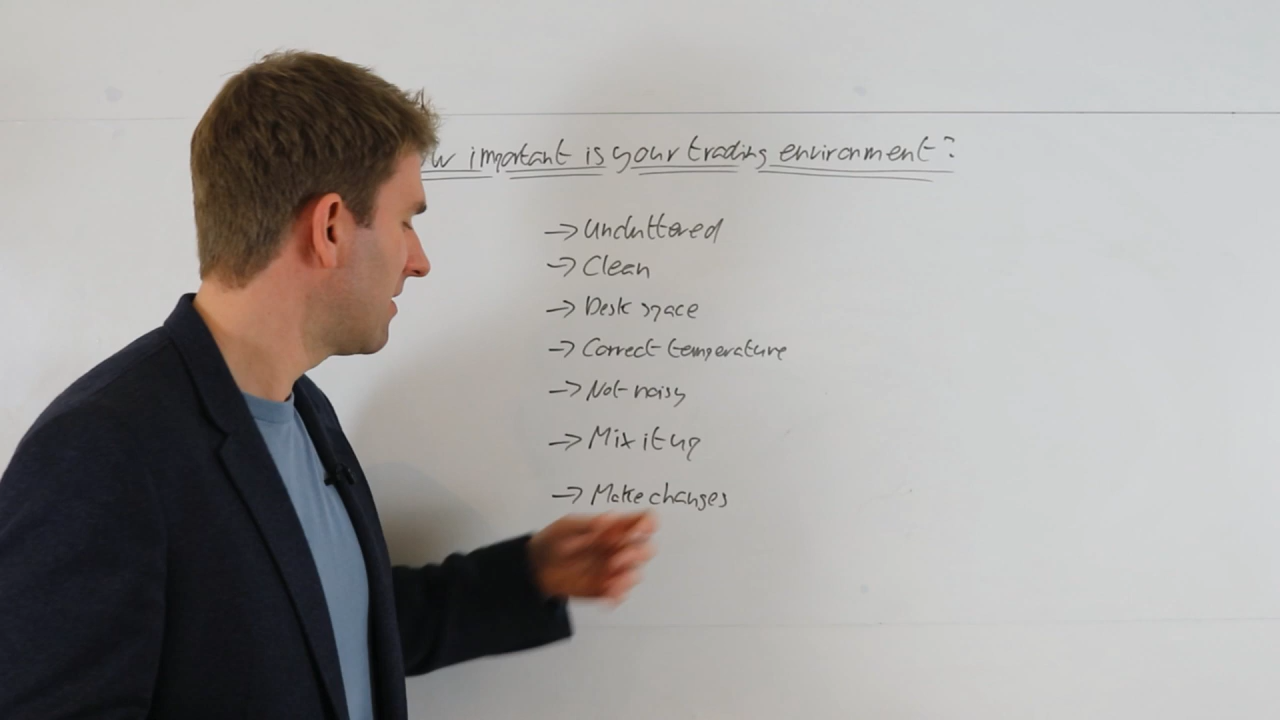 w important is your trading environment?
→ Uncluttered
→ Clean
→ Desk space
→ Correct temperature
→ Not noisy
→ Mix it up
→ Make changes